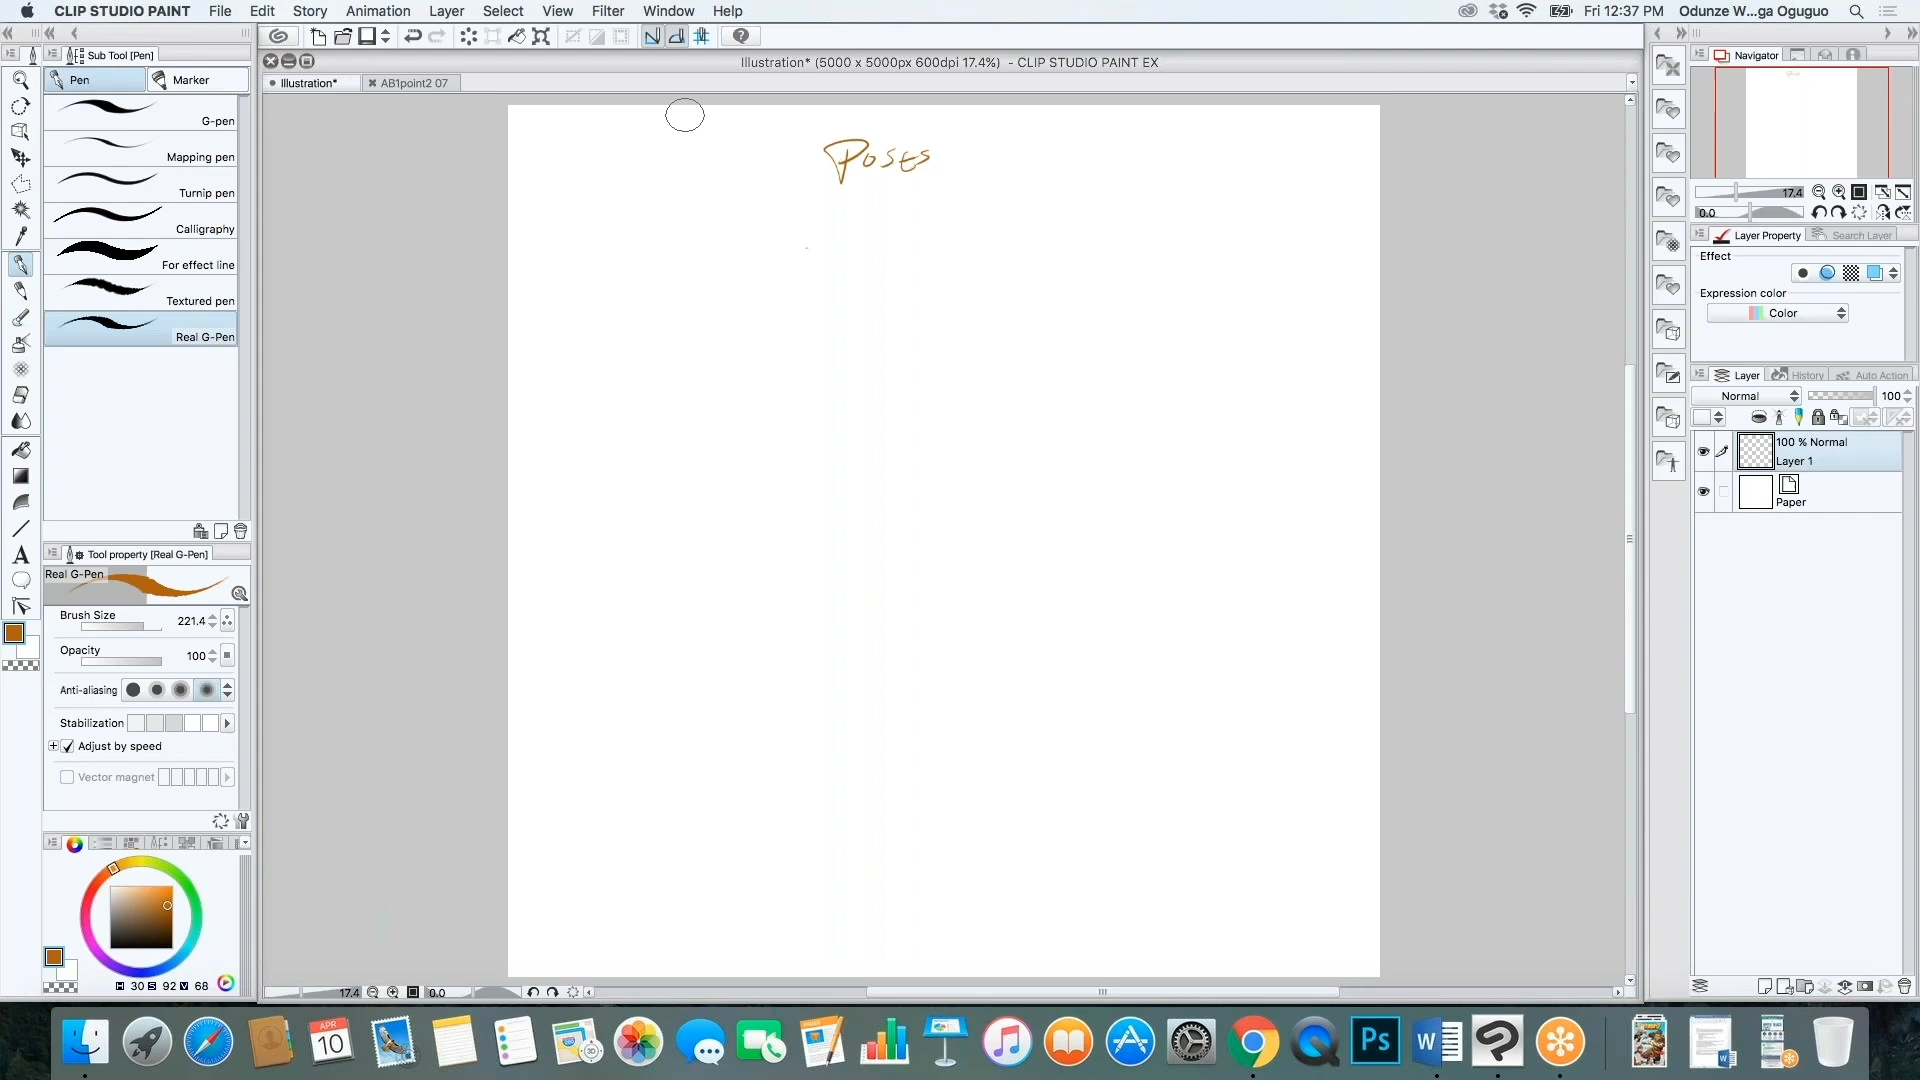 CLIP STUDIO PAINT File Edit Story Animation Layer Select View Filter Window Help Fri 12:37 PM Odunze W...ga Oguguo
Sub Tool [Pen]
Pen Marker
G-pen
Mapping pen
Turnip pen
Calligraphy
For effect line
Textured pen
Real G-Pen
Tool property [Real G-Pen]
Real G-Pen
Brush Size 221.4
Opacity 100
Anti-aliasing
Stabilization
Adjust by speed
Vector magnet
H 30 S 92 V 68
Illustration* (5000 x 5000px 600dpi 17.4%) - CLIP STUDIO PAINT EX
Illustration* AB1point2 07
Poses
17.4 0.0
Navigator
17.4
0.0
Layer Property Search Layer
Effect
Expression color
Color
Layer History Auto Action
Normal 100
100 % Normal
Layer 1
Paper
APR
10
PAGES
Ps
W